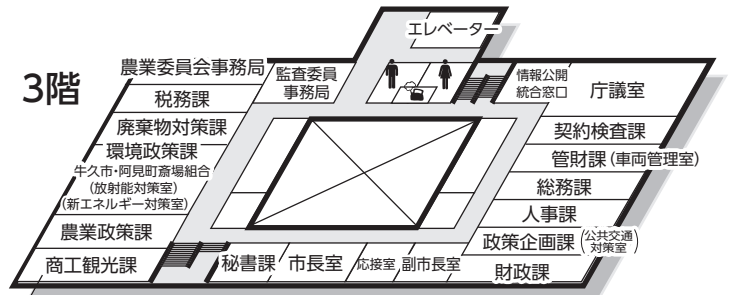 3階
エレベーター
農業委員会事務局
監査委員
事務局
情報公開
統合窓口
庁議室
税務課
廃棄物対策課
環境政策課
牛久市・阿見町斎場組合
(放射能対策室)
(新エネルギー対策室)
農業政策課
商工観光課
契約検査課
管財課(車両管理室)
総務課
人事課
政策企画課(公共交通
対策室)
財政課
秘書課
市長室
応接室
副市長室